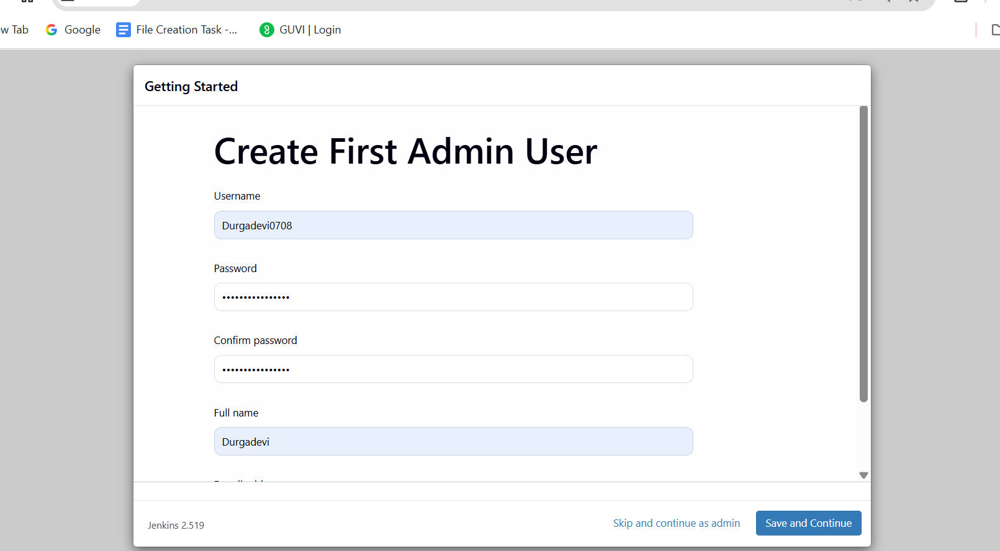 w Tab Google File Creation Task -... GUVI | Login
Getting Started
Create First Admin User
Username
Durgadevi0708
Password
••••••••••••••••
Confirm password
••••••••••••••••
Full name
Durgadevi
Jenkins 2.519 Skip and continue as admin Save and Continue